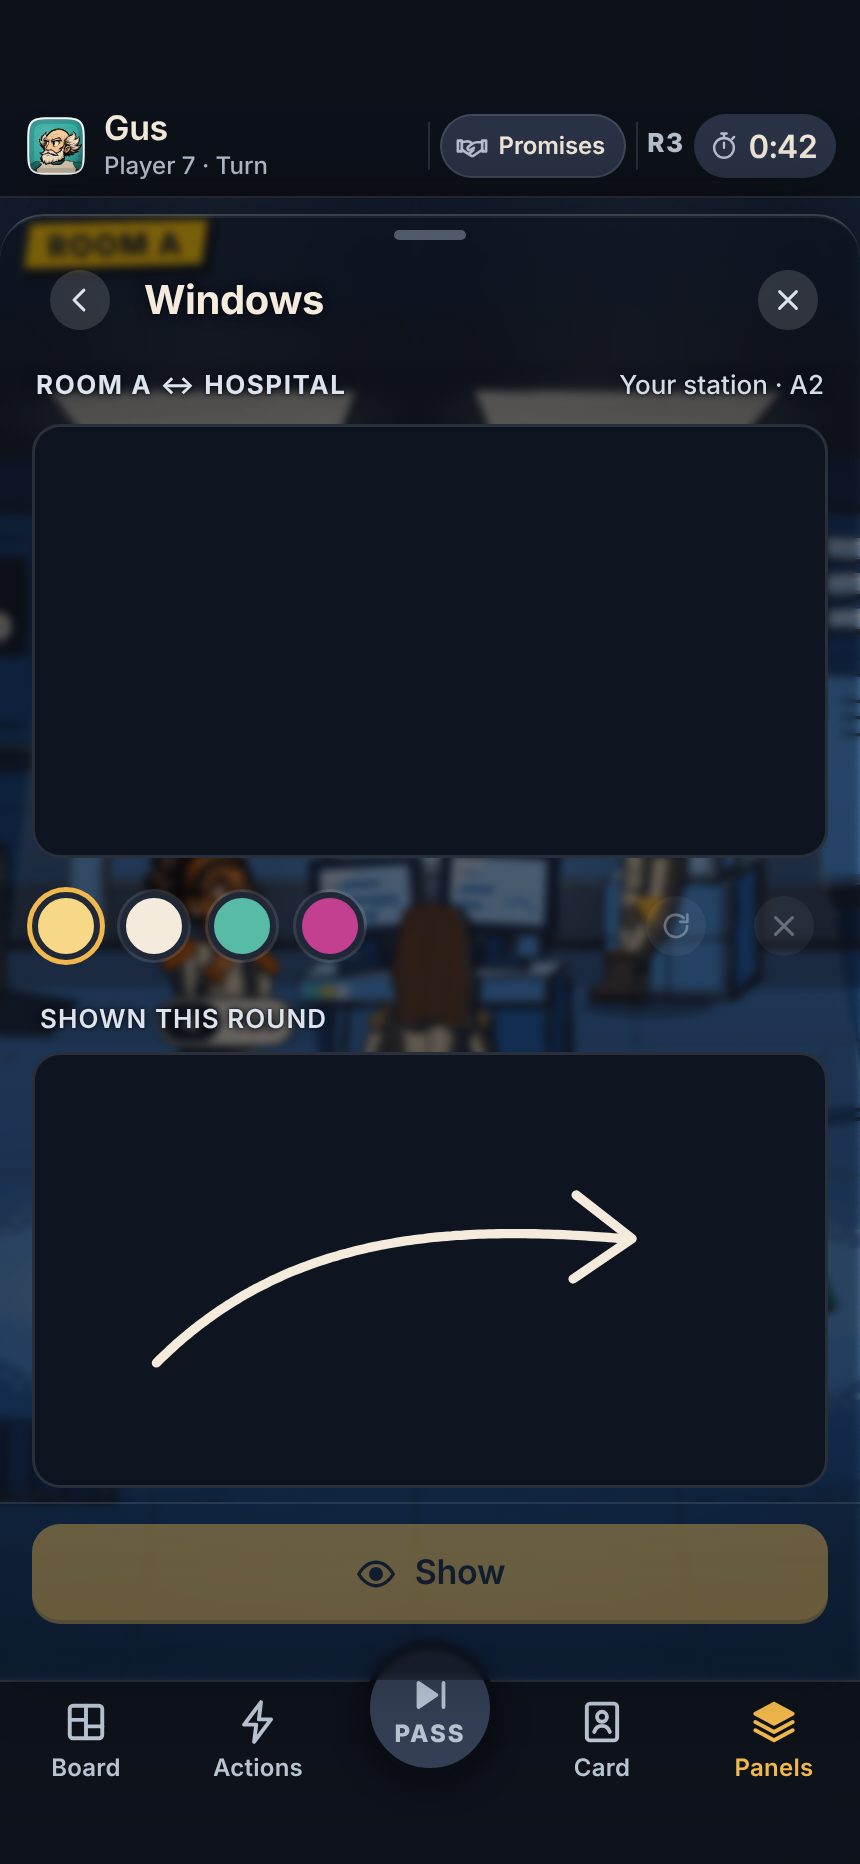 Gus
Player 7 · Turn
Promises
R3
0:42
ROOM A
Windows
ROOM A ↔ HOSPITAL
Your station · A2
SHOWN THIS ROUND
Show
PASS
Board
Actions
Card
Panels